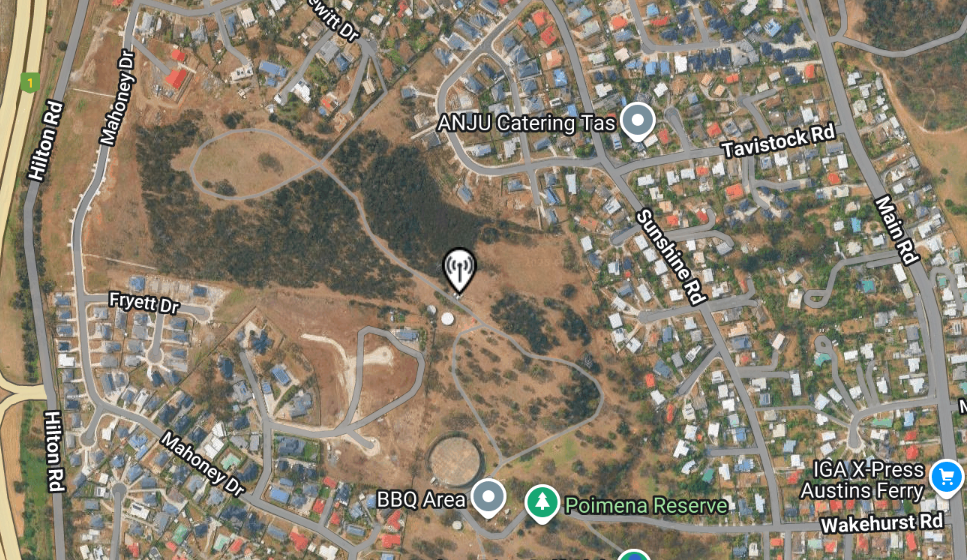 ewitt Dr
1
Mahoney Dr
Hilton Rd
ANJU Catering Tas
Tavistock Rd
Main Rd
Sunshine Rd
Fryett Dr
Hilton Rd
Mahoney Dr
BBQ Area
Poimena Reserve
IGA X-Press
Austins Ferry
Wakehurst Rd